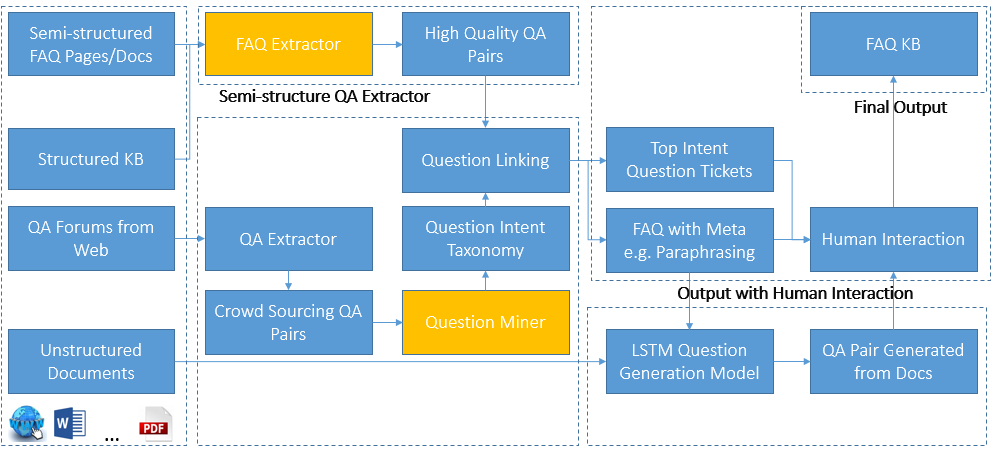 Semi-structured
FAQ Pages/Docs
FAQ Extractor
High Quality QA
Pairs
FAQ KB
Semi-structure QA Extractor
Final Output
Structured KB
Question Linking
Top Intent
Question Tickets
QA Forums from
Web
QA Extractor
Question Intent
Taxonomy
FAQ with Meta
e.g. Paraphrasing
Human Interaction
Output with Human Interaction
Crowd Sourcing QA
Pairs
Question Miner
Unstructured
Documents
LSTM Question
Generation Model
QA Pair Generated
from Docs
W
...
PDF